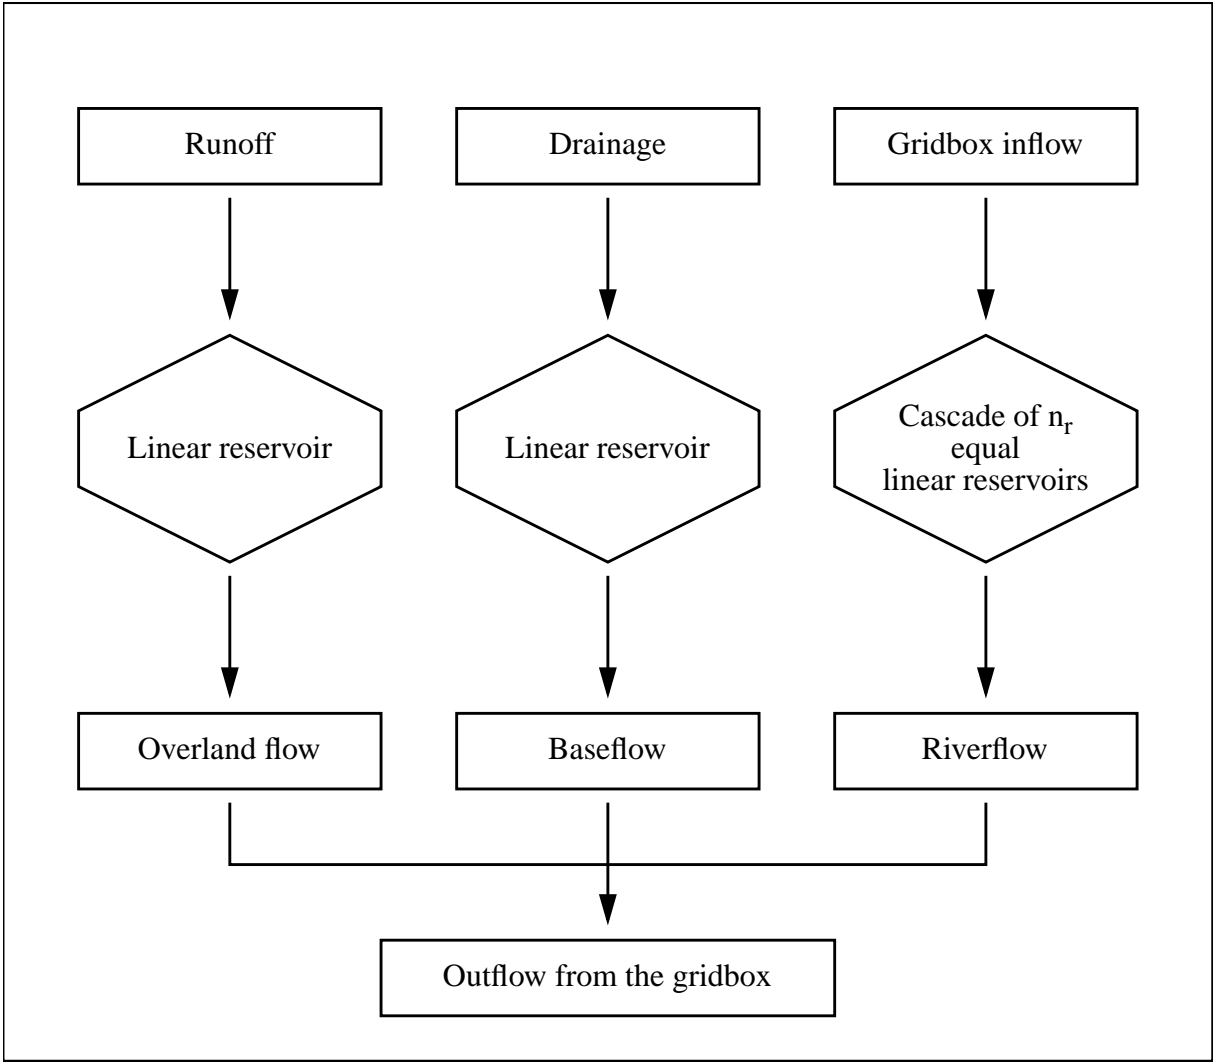 Runoff
Drainage
Gridbox inflow
Linear reservoir
Linear reservoir
Cascade of nr
equal
linear reservoirs
Overland flow
Baseflow
Riverflow
Outflow from the gridbox